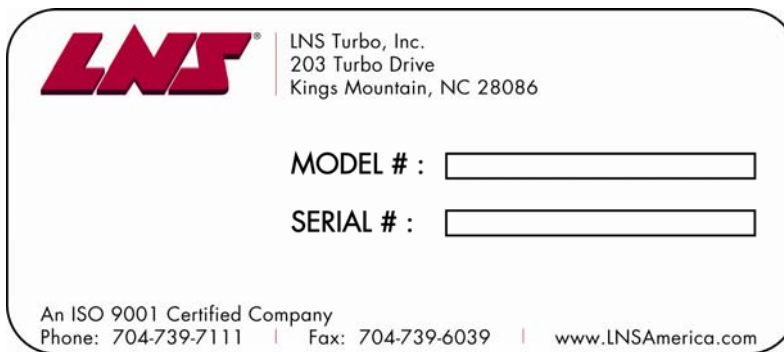 LNS®
LNS Turbo, Inc.
203 Turbo Drive
Kings Mountain, NC 28086
MODEL # :
SERIAL # :
An ISO 9001 Certified Company
Phone: 704-739-7111 | Fax: 704-739-6039 | www.LNSAmerica.com